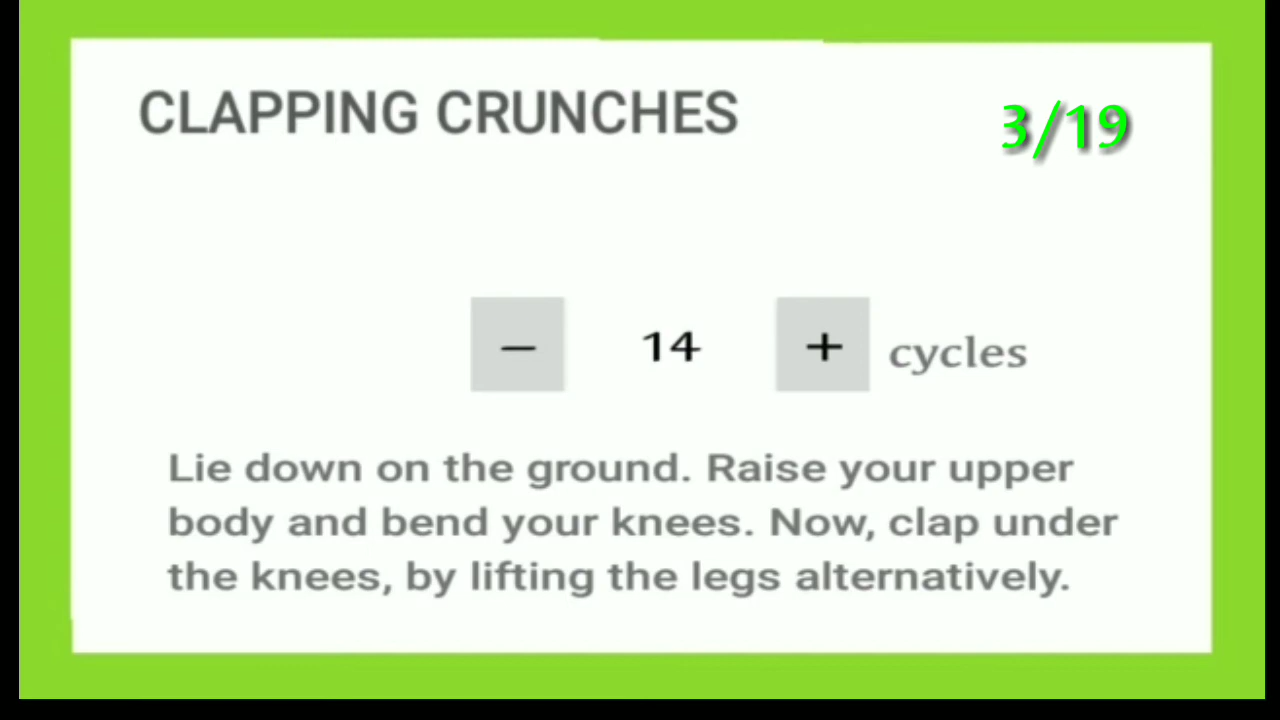 CLAPPING CRUNCHES
3/19
− 14 + cycles
Lie down on the ground. Raise your upper
body and bend your knees. Now, clap under
the knees, by lifting the legs alternatively.